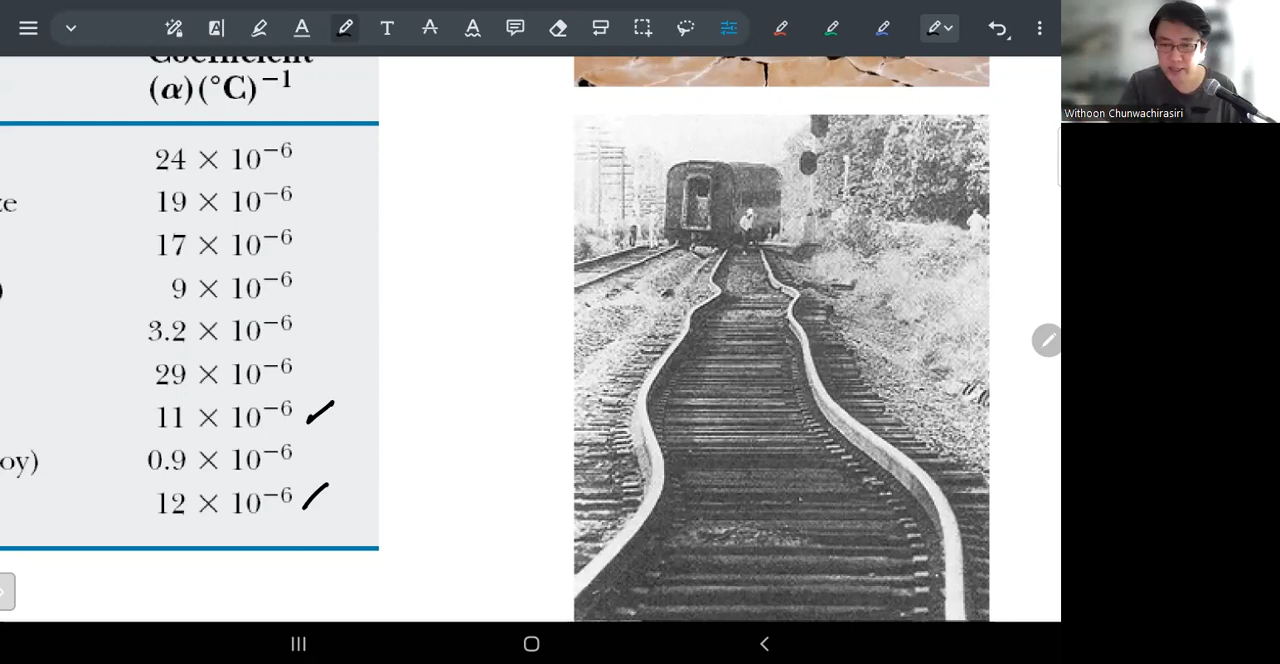 Coefficient
(α)(°C)⁻¹
24 × 10⁻⁶
19 × 10⁻⁶
17 × 10⁻⁶
)
9 × 10⁻⁶
3.2 × 10⁻⁶
29 × 10⁻⁶
11 × 10⁻⁶
oy) 0.9 × 10⁻⁶
12 × 10⁻⁶
Withoon Chunwachirasiri